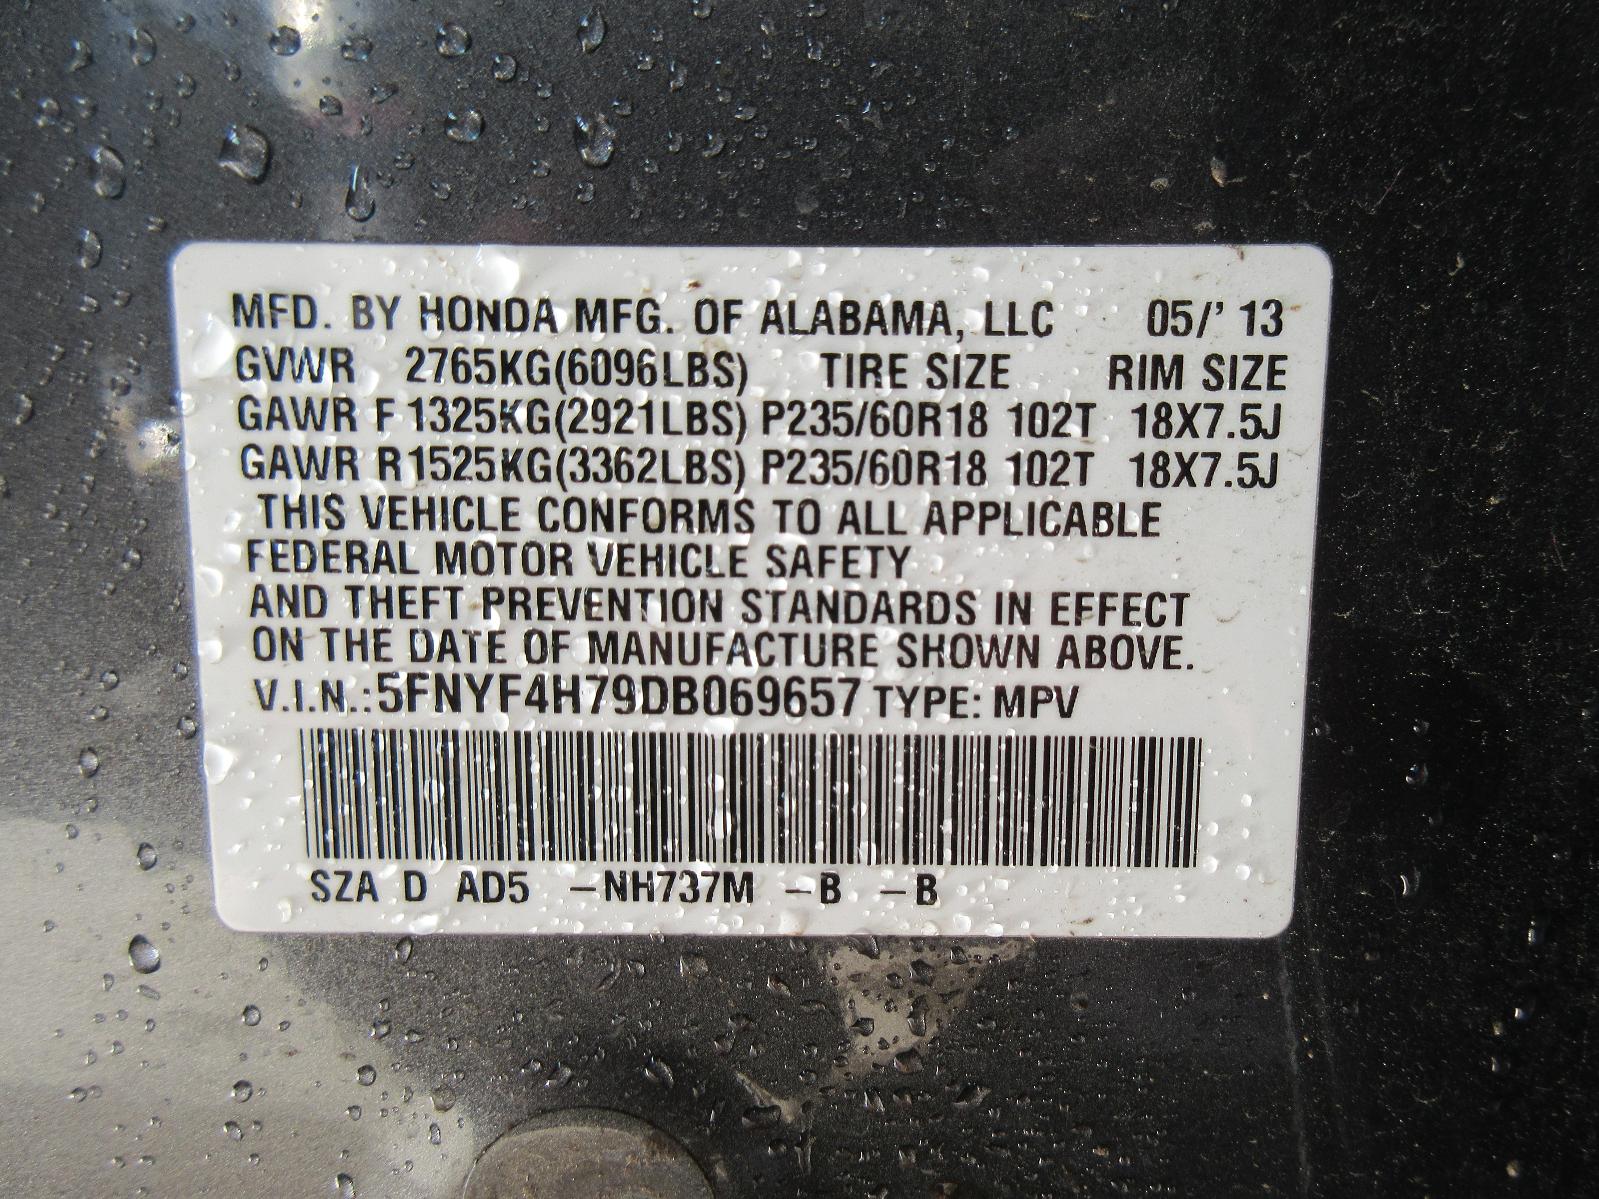 MFD. BY HONDA MFG. OF ALABAMA, LLC 05/' 13
GVWR 2765KG(6096LBS) TIRE SIZE RIM SIZE
GAWR F 1325KG(2921LBS) P235/60R18 102T 18X7.5J
GAWR R 1525KG(3362LBS) P235/60R18 102T 18X7.5J
THIS VEHICLE CONFORMS TO ALL APPLICABLE
FEDERAL MOTOR VEHICLE SAFETY
AND THEFT PREVENTION STANDARDS IN EFFECT
ON THE DATE OF MANUFACTURE SHOWN ABOVE.
V.I.N.: 5FNYF4H79DB069657 TYPE: MPV
SZA D AD5 –NH737M –B –B